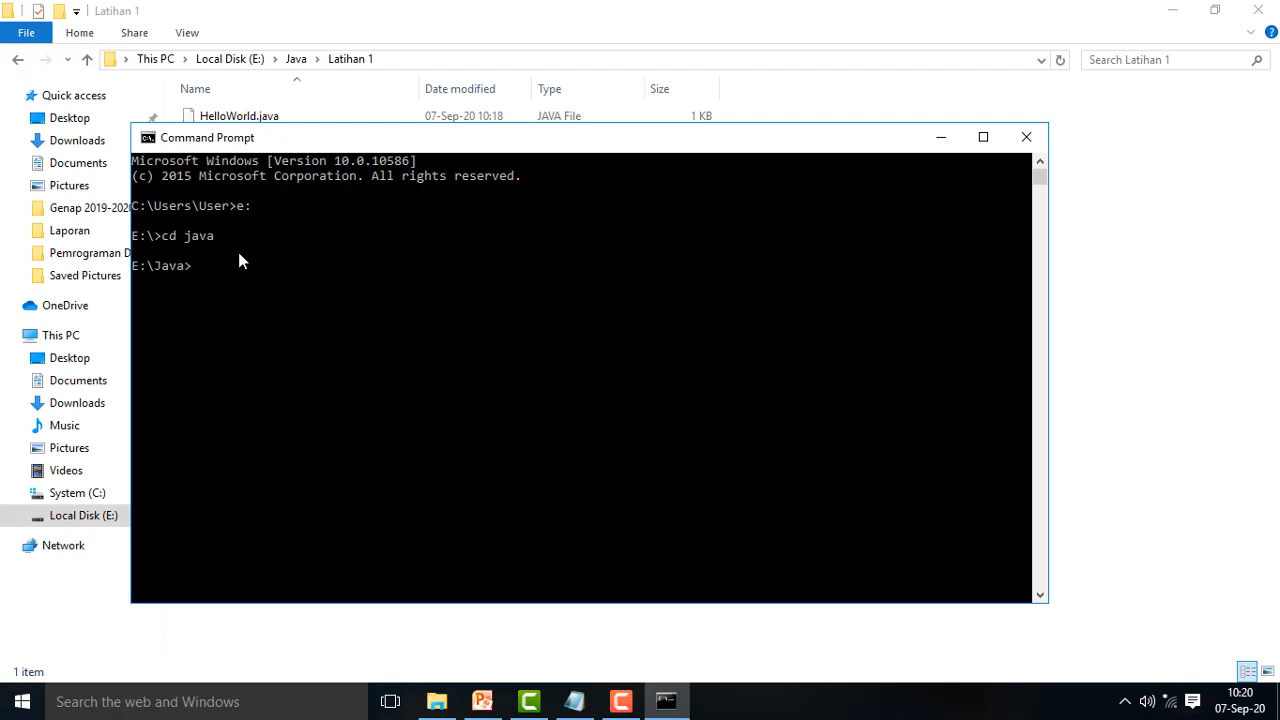 Latihan 1
File Home Share View
This PC Local Disk (E:) Java Latihan 1 Search Latihan 1
Name Date modified Type Size
HelloWorld.java 07-Sep-20 10:18 JAVA File 1 KB
Quick access
Desktop
Downloads
Documents
Pictures
Genap 2019-202
Laporan
Pemrograman D
Saved Pictures
OneDrive
This PC
Desktop
Documents
Downloads
Music
Pictures
Videos
System (C:)
Local Disk (E:)
Network
Command Prompt
Microsoft Windows [Version 10.0.10586]
(c) 2015 Microsoft Corporation. All rights reserved.
C:\Users\User>e:
E:\>cd java
E:\Java>
1 item
Search the web and Windows
10:20
07-Sep-20